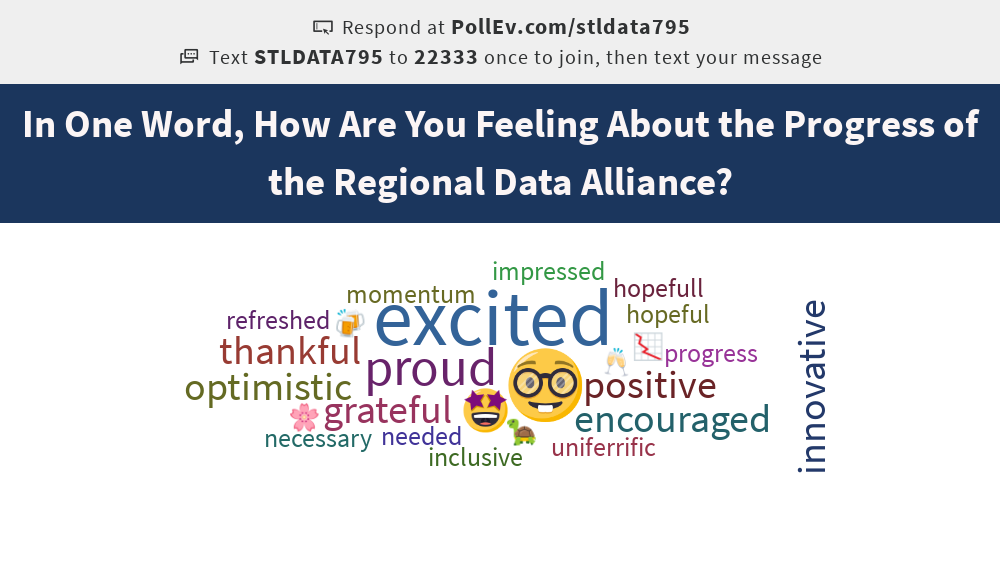 Respond at PollEv.com/stldata795
Text STLDATA795 to 22333 once to join, then text your message
In One Word, How Are You Feeling About the Progress of
the Regional Data Alliance?
impressed
hopefull
momentum
excited
hopeful
refreshed
thankful
proud
progress
optimistic
positive
grateful
encouraged
necessary
needed
uniferrific
inclusive
innovative